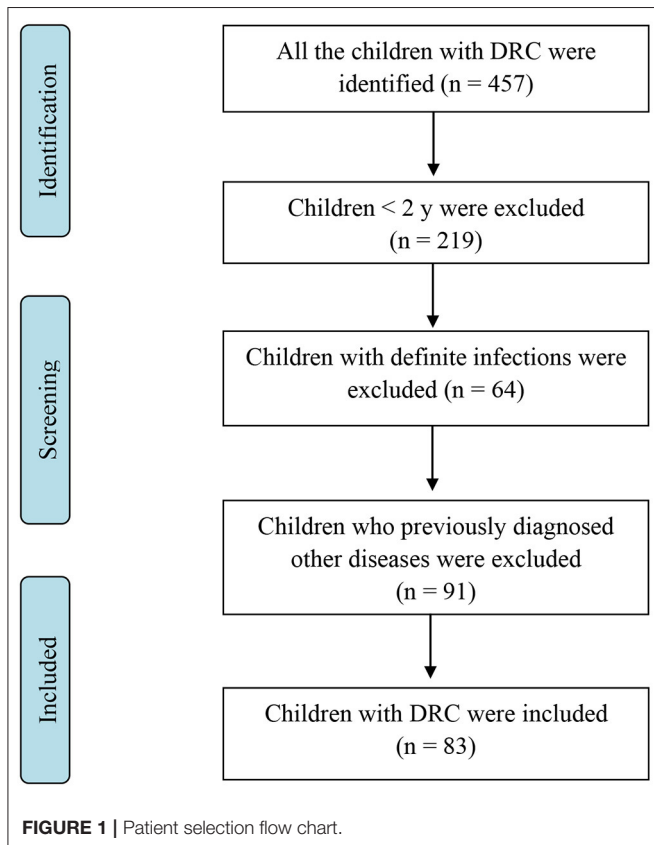 Identification
All the children with DRC were
identified (n = 457)
Children < 2 y were excluded
(n = 219)
Screening
Children with definite infections were
excluded (n = 64)
Children who previously diagnosed
other diseases were excluded
(n = 91)
Included
Children with DRC were included
(n = 83)
FIGURE 1 | Patient selection flow chart.